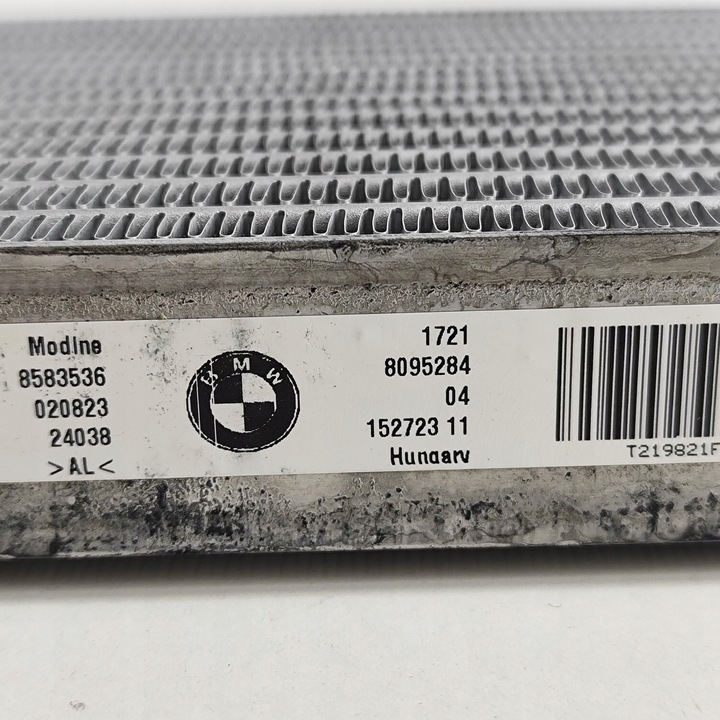 Modine
8583536
020823
24038
>AL<
BMW
1721
8095284
04
152723 11
Hungary
T219821F